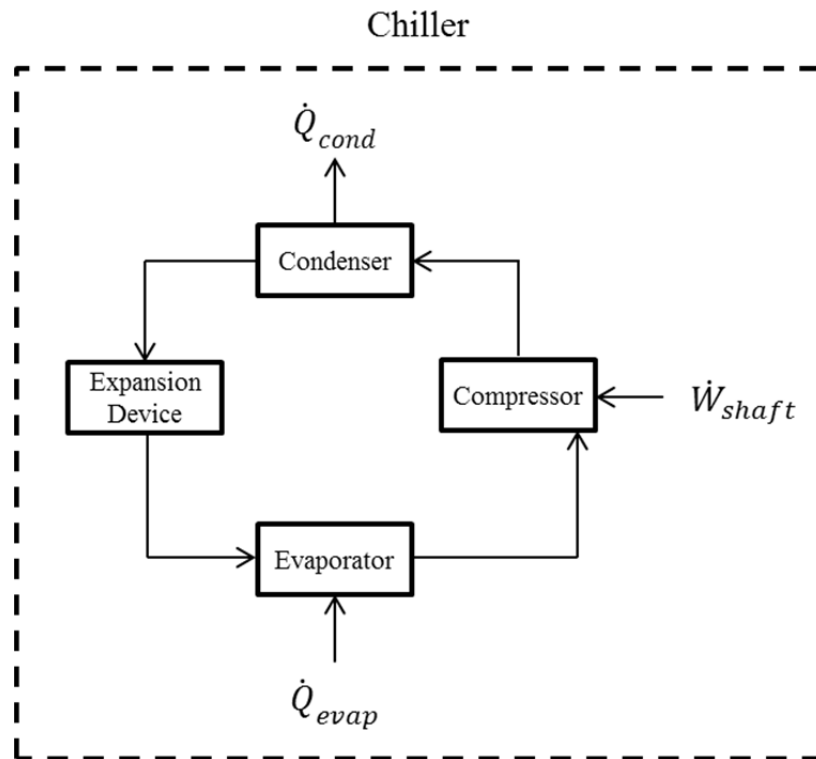 Chiller
Q̇cond
Condenser
Expansion
Device
Compressor
Ẇshaft
Evaporator
Q̇evap